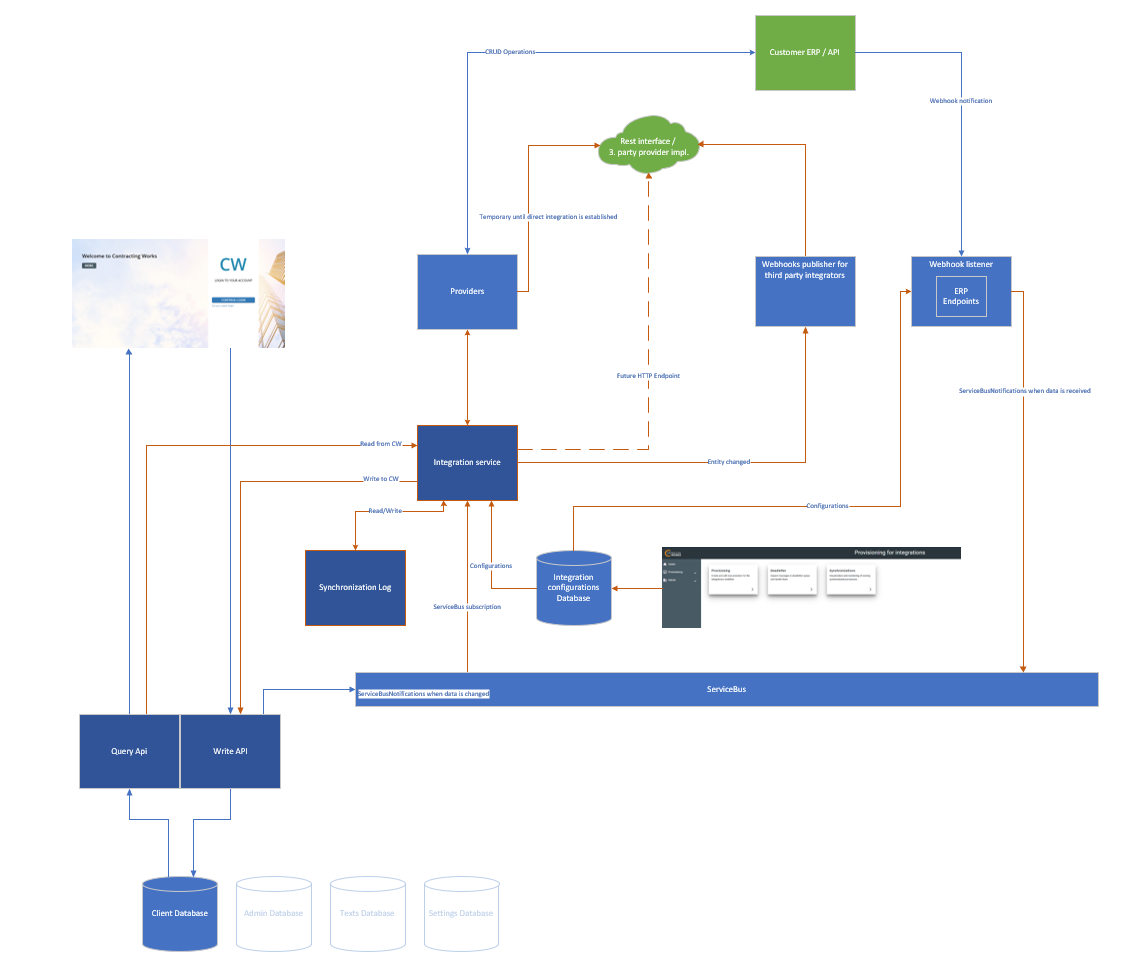 Customer ERP / API
CRUD Operations
Webhook notification
Rest interface /
3. party provider impl.
Temporary until direct integration is established
Welcome to Contracting Works
CW
LOGIN TO YOUR ACCOUNT
CONTINUE LOGIN
Providers
Webhooks publisher for
third party integrators
Webhook listener
ERP
Endpoints
Future HTTP Endpoint
ServiceBusNotifications when data is received
Read from CW
Integration service
Entity changed
Write to CW
Read/Write
Configurations
Configurations
Synchronization Log
Integration
configurations
Database
Provisioning for integrations
Provisioning
Synchronizations
ServiceBus subscription
ServiceBus
ServiceBusNotifications when data is changed
Query Api
Write API
Client Database
Admin Database
Texts Database
Settings Database